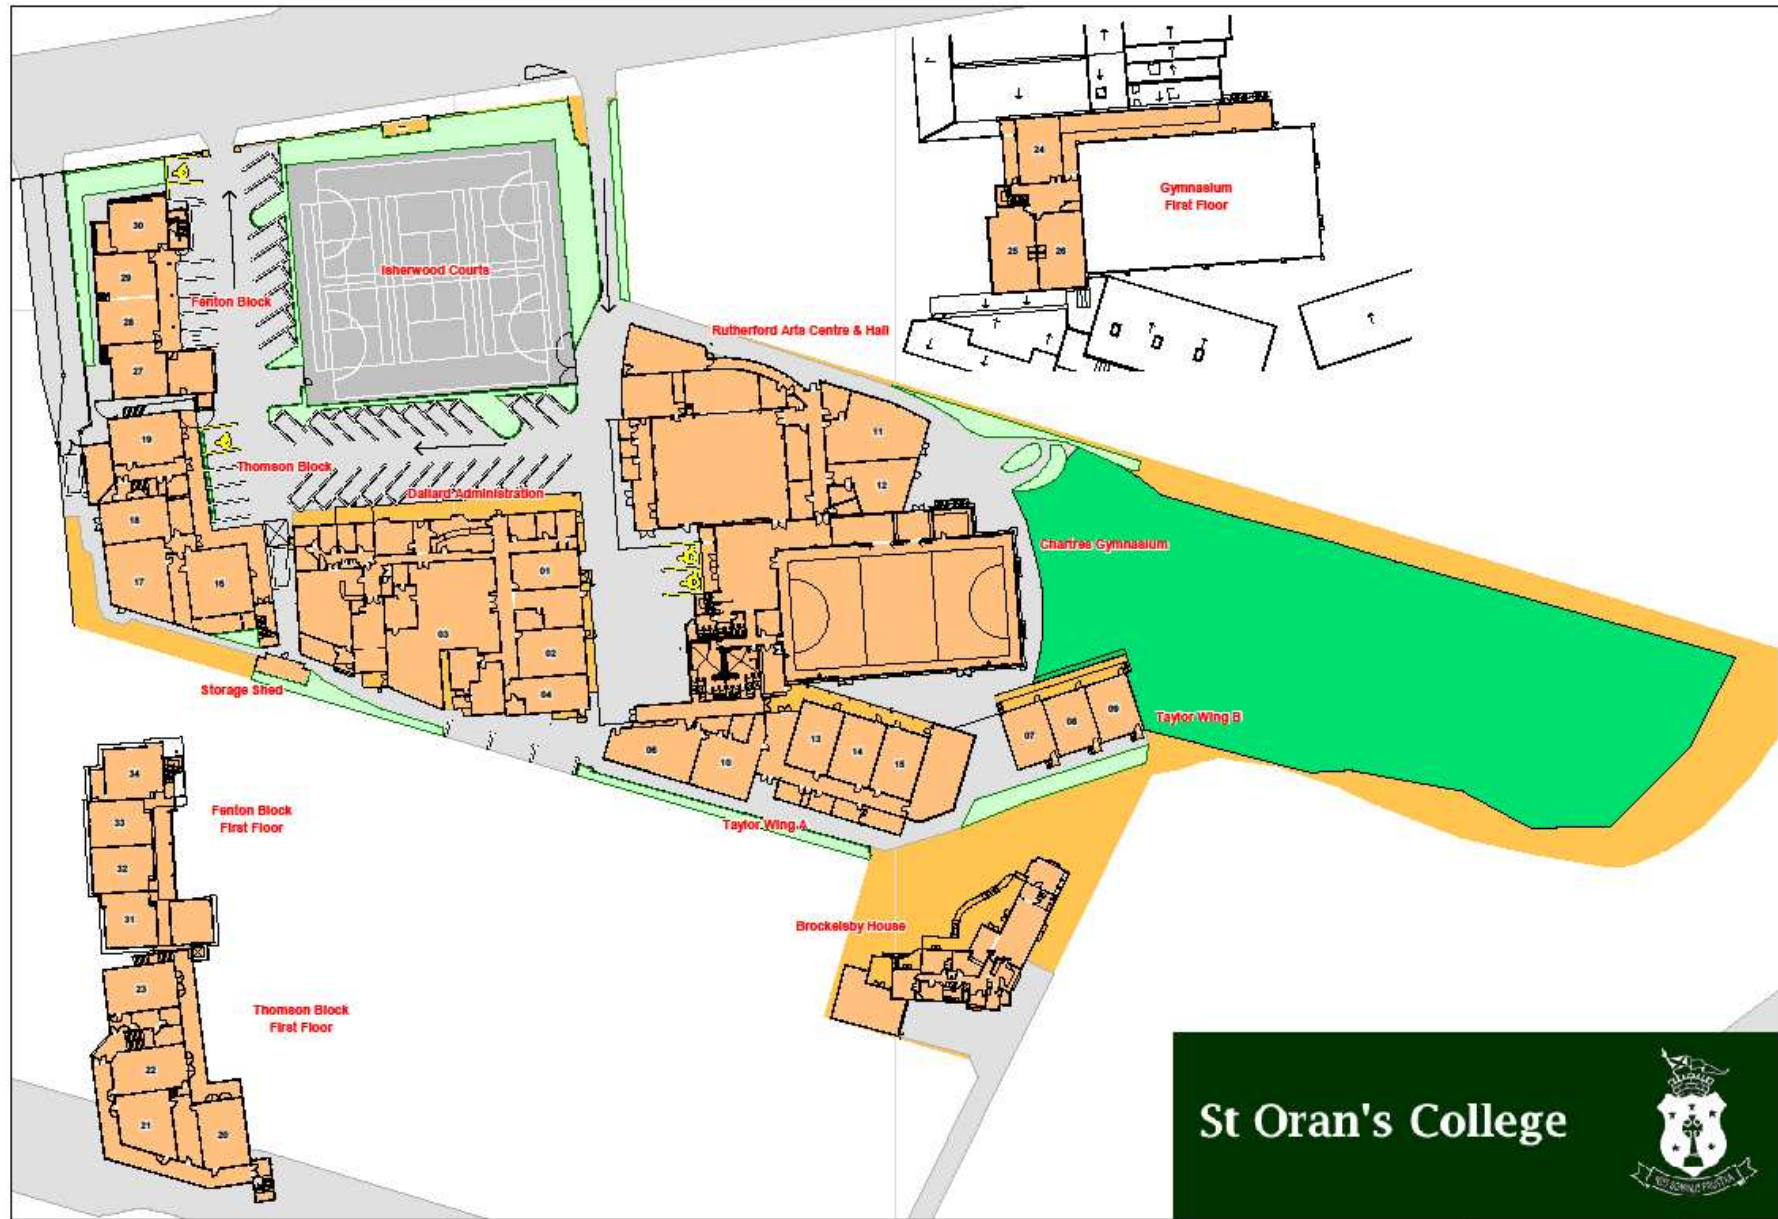 24
Gymnasium
First Floor
25
26
30
29
28
27
Fenton Block
Isherwood Courts
Rutherford Arts Centre & Hall
11
12
19
18
17
16
Thomson Block
Dallard Administration
01
03
02
04
Chartres Gymnasium
Storage Shed
06
10
13
14
15
07
08
09
Taylor Wing B
Taylor Wing A
34
33
32
31
Fenton Block
First Floor
Brockelsby House
23
22
21
20
Thomson Block
First Floor
St Oran's College